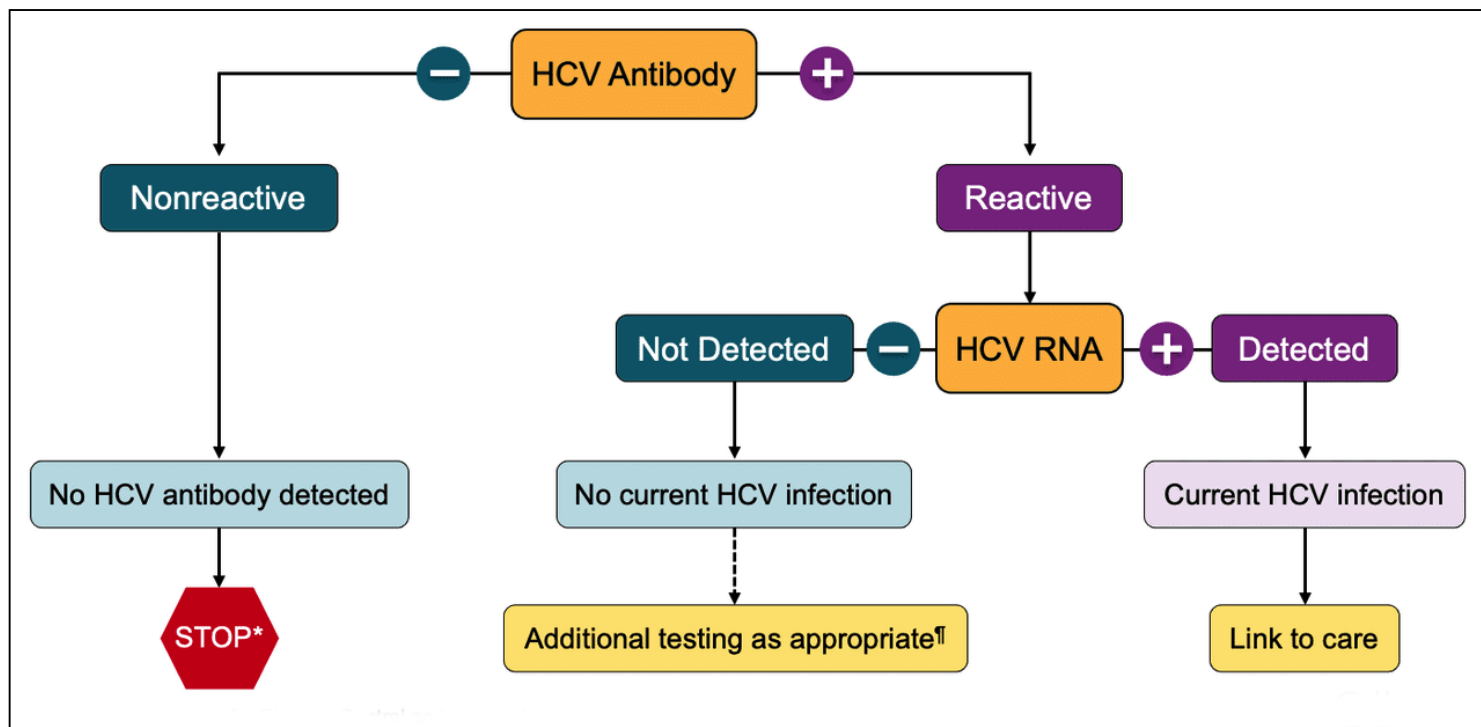 HCV Antibody
Nonreactive
Reactive
Not Detected
HCV RNA
Detected
No HCV antibody detected
No current HCV infection
Current HCV infection
STOP*
Additional testing as appropriate¶
Link to care